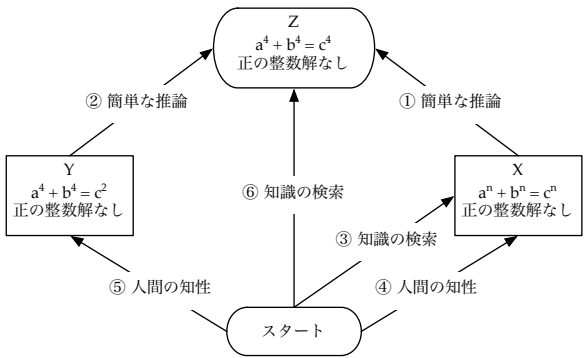 Z
a⁴ + b⁴ = c⁴
正の整数解なし
② 簡単な推論
① 簡単な推論
Y
a⁴ + b⁴ = c²
正の整数解なし
⑥ 知識の検索
X
aⁿ + bⁿ = cⁿ
正の整数解なし
③ 知識の検索
⑤ 人間の知性
④ 人間の知性
スタート